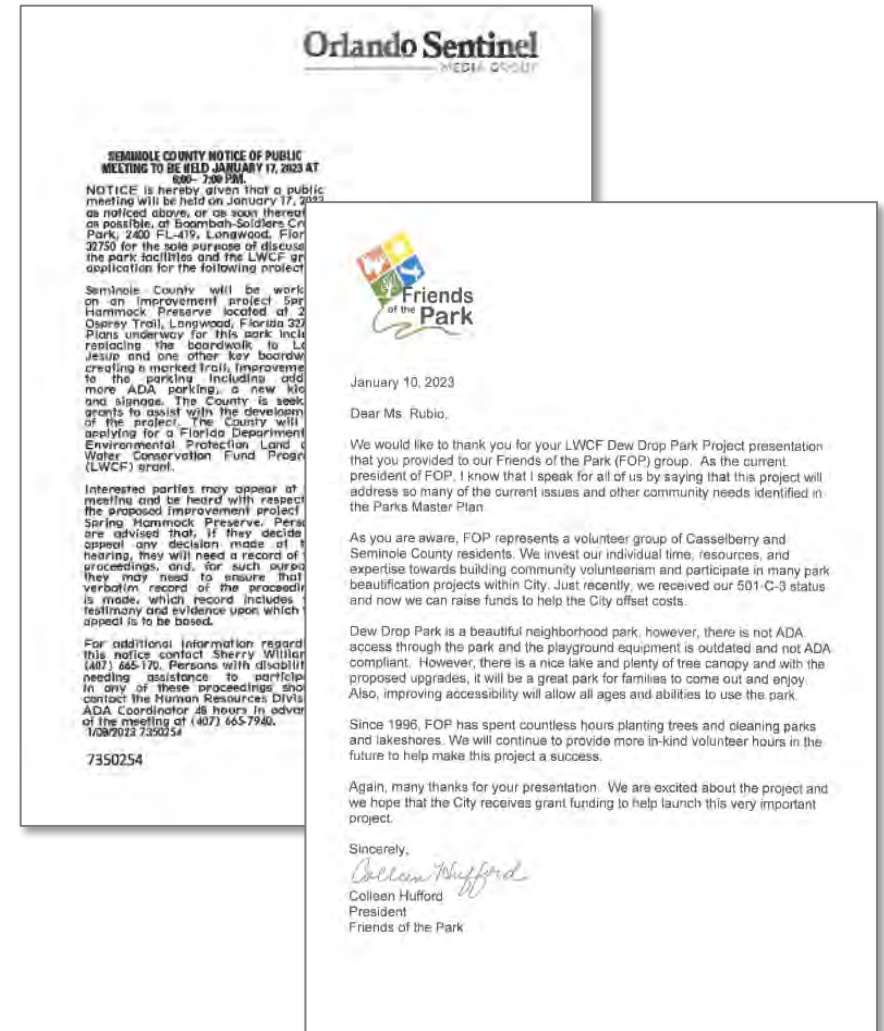 Orlando Sentinel
MEDIA GROUP
SEMINOLE COUNTY NOTICE OF PUBLIC
MEETING TO BE HELD JANUARY 17, 2023 AT
6:00– 7:00 PM.
NOTICE is hereby given that a public
meeting will be held on January 17, 2023
as noticed above, or as soon thereaf
as possible, at Boombah-Soldiers Cr
Park, 2400 FL-419, Longwood, Flor
32750 for the sole purpose of discuss
the park facilities and the LWCF gr
application for the following project
Seminole County will be work
on an improvement project Spr
Hammock Preserve located at 2
Osprey Trail, Longwood, Florida 327
Plans underway for this park incl
replacing the boardwalk to L
Jesup and one other key boardw
creating a marked trail, improveme
to the parking including add
more ADA parking, a new kio
and signage. The County is seek
grants to assist with the developm
of the project. The County will
applying for a Florida Department
Environmental Protection Land
Water Conservation Fund Progr
(LWCF) grant.
Interested parties may appear at
meeting and be heard with respect
the proposed improvement project
Spring Hammock Preserve. Pers
are advised that, if they decide
appeal any decision made at t
hearing, they will need a record of
proceedings, and, for such purpo
they may need to ensure that
verbatim record of the proceedin
is made, which record includes
testimony and evidence upon which
appeal is to be based.
For additional information regard
this notice contact Sherry Willian
(407) 665-170. Persons with disabilit
needing assistance to particip
in any of these proceedings sho
contact the Human Resources Divis
ADA Coordinator 48 hours in advan
of the meeting at (407) 665-7940.
1/09/2023 7350254
7350254
Friends
of the Park
January 10, 2023
Dear Ms. Rubio,
We would like to thank you for your LWCF Dew Drop Park Project presentation
that you provided to our Friends of the Park (FOP) group. As the current
president of FOP, I know that I speak for all of us by saying that this project will
address so many of the current issues and other community needs identified in
the Parks Master Plan.
As you are aware, FOP represents a volunteer group of Casselberry and
Seminole County residents. We invest our individual time, resources, and
expertise towards building community volunteerism and participate in many park
beautification projects within City. Just recently, we received our 501-C-3 status
and now we can raise funds to help the City offset costs.
Dew Drop Park is a beautiful neighborhood park, however, there is not ADA
access through the park and the playground equipment is outdated and not ADA
compliant. However, there is a nice lake and plenty of tree canopy and with the
proposed upgrades, it will be a great park for families to come out and enjoy.
Also, improving accessibility will allow all ages and abilities to use the park.
Since 1996, FOP has spent countless hours planting trees and cleaning parks
and lakeshores. We will continue to provide more in-kind volunteer hours in the
future to help make this project a success.
Again, many thanks for your presentation. We are excited about the project and
we hope that the City receives grant funding to help launch this very important
project.
Sincerely,
Colleen Hufford
Colleen Hufford
President
Friends of the Park